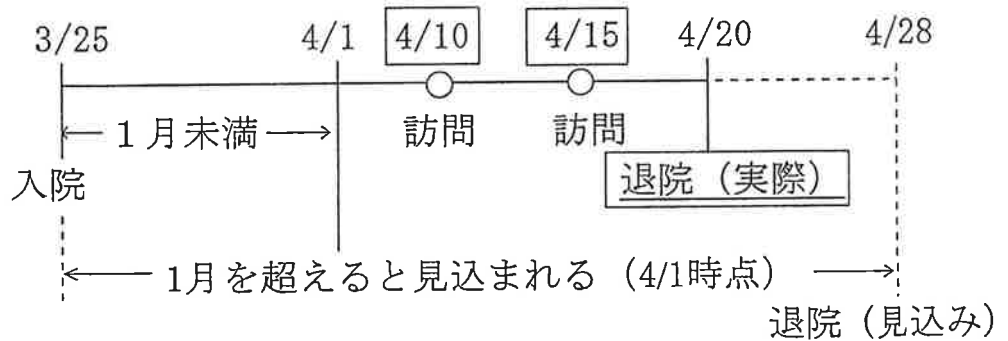 3/25 4/1 4/10 4/15 4/20 4/28
1月未満 訪問 訪問
入院 退院（実際）
1月を超えると見込まれる（4/1時点）
退院（見込み）